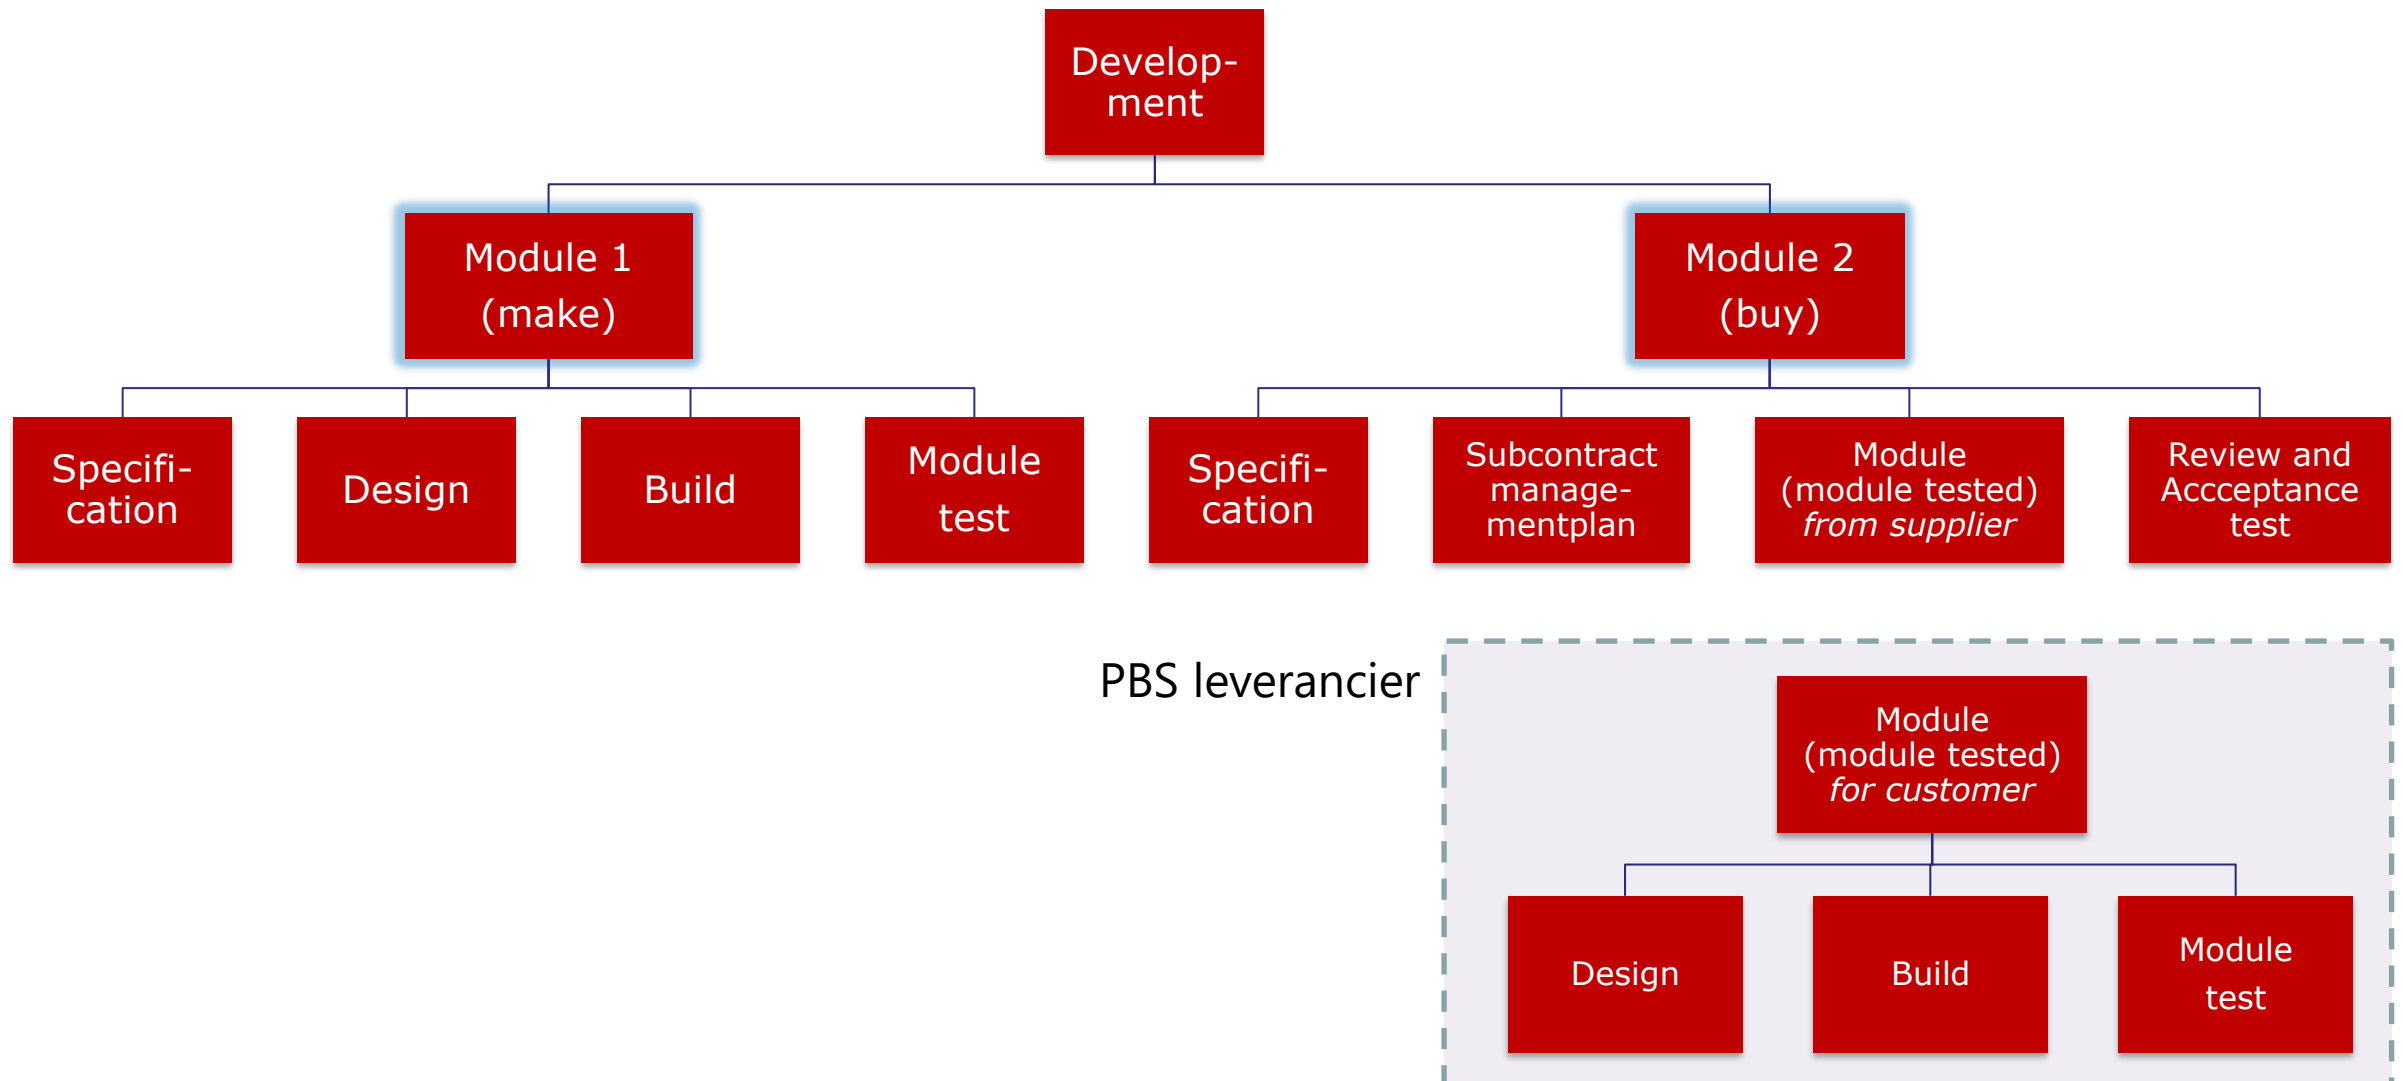 Develop-
ment
Module 1
(make)
Module 2
(buy)
Specifi-
cation
Design
Build
Module
test
Specifi-
cation
Subcontract
manage-
mentplan
Module
(module tested)
from supplier
Review and
Accceptance
test
PBS leverancier
Module
(module tested)
for customer
Design
Build
Module
test